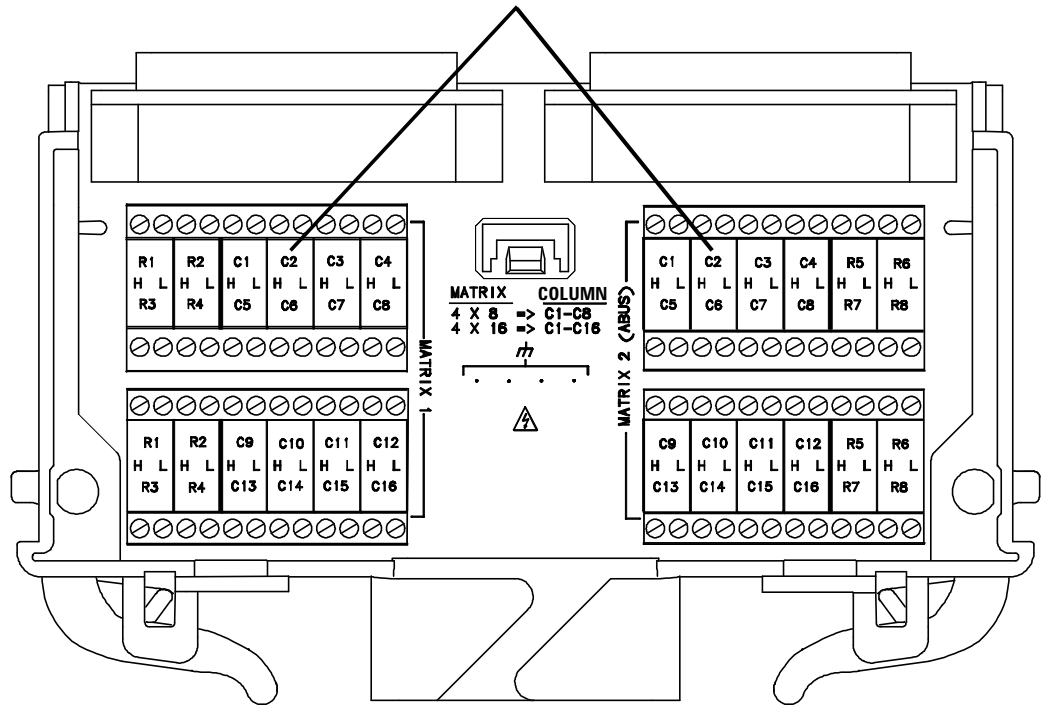 R1 R2 C1 C2 C3 C4
H L H L H L H L H L H L
R3 R4 C5 C6 C7 C8
MATRIX 1
R1 R2 C9 C10 C11 C12
H L H L H L H L H L H L
R3 R4 C13 C14 C15 C16
MATRIX COLUMN
4 X 8 => C1-C8
4 X 16 => C1-C16
MATRIX 2 (ABUS)
C1 C2 C3 C4 R5 R6
H L H L H L H L H L H L
C5 C6 C7 C8 R7 R8
C9 C10 C11 C12 R5 R6
H L H L H L H L H L H L
C13 C14 C15 C16 R7 R8